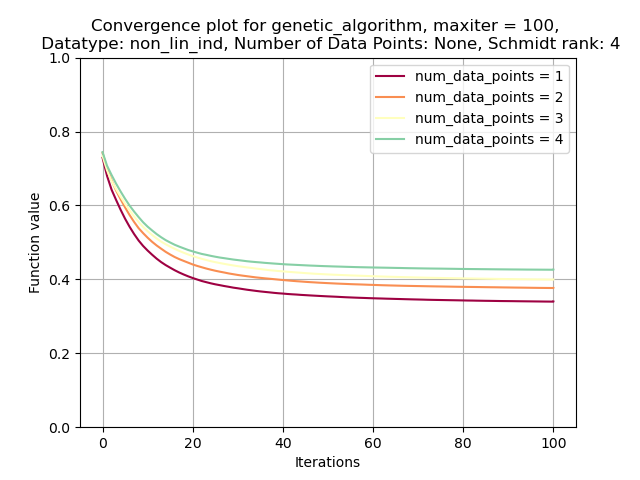 Convergence plot for genetic_algorithm, maxiter = 100,
Datatype: non_lin_ind, Number of Data Points: None, Schmidt rank: 4
num_data_points = 1
num_data_points = 2
num_data_points = 3
num_data_points = 4
1.0
0.8
0.6
0.4
0.2
0.0
Function value
0 20 40 60 80 100
Iterations